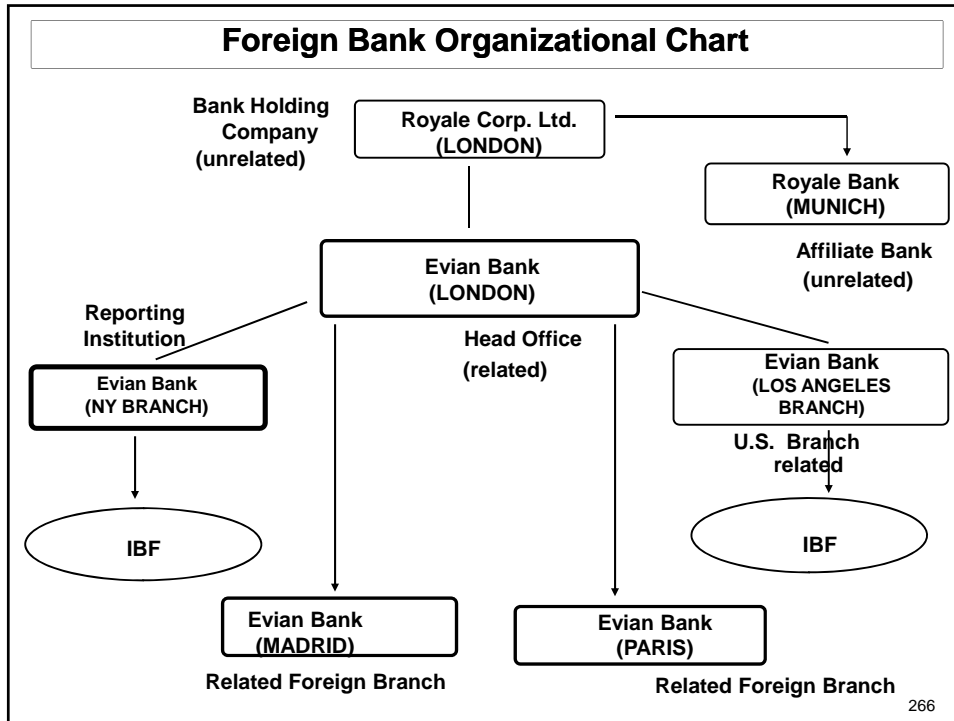 Foreign Bank Organizational Chart
Bank Holding
Company
(unrelated)
Royale Corp. Ltd.
(LONDON)
Royale Bank
(MUNICH)
Affiliate Bank
(unrelated)
Evian Bank
(LONDON)
Reporting
Institution
Head Office
(related)
Evian Bank
(NY BRANCH)
Evian Bank
(LOS ANGELES
BRANCH)
U.S. Branch
related
IBF
IBF
Evian Bank
(MADRID)
Related Foreign Branch
Evian Bank
(PARIS)
Related Foreign Branch
266